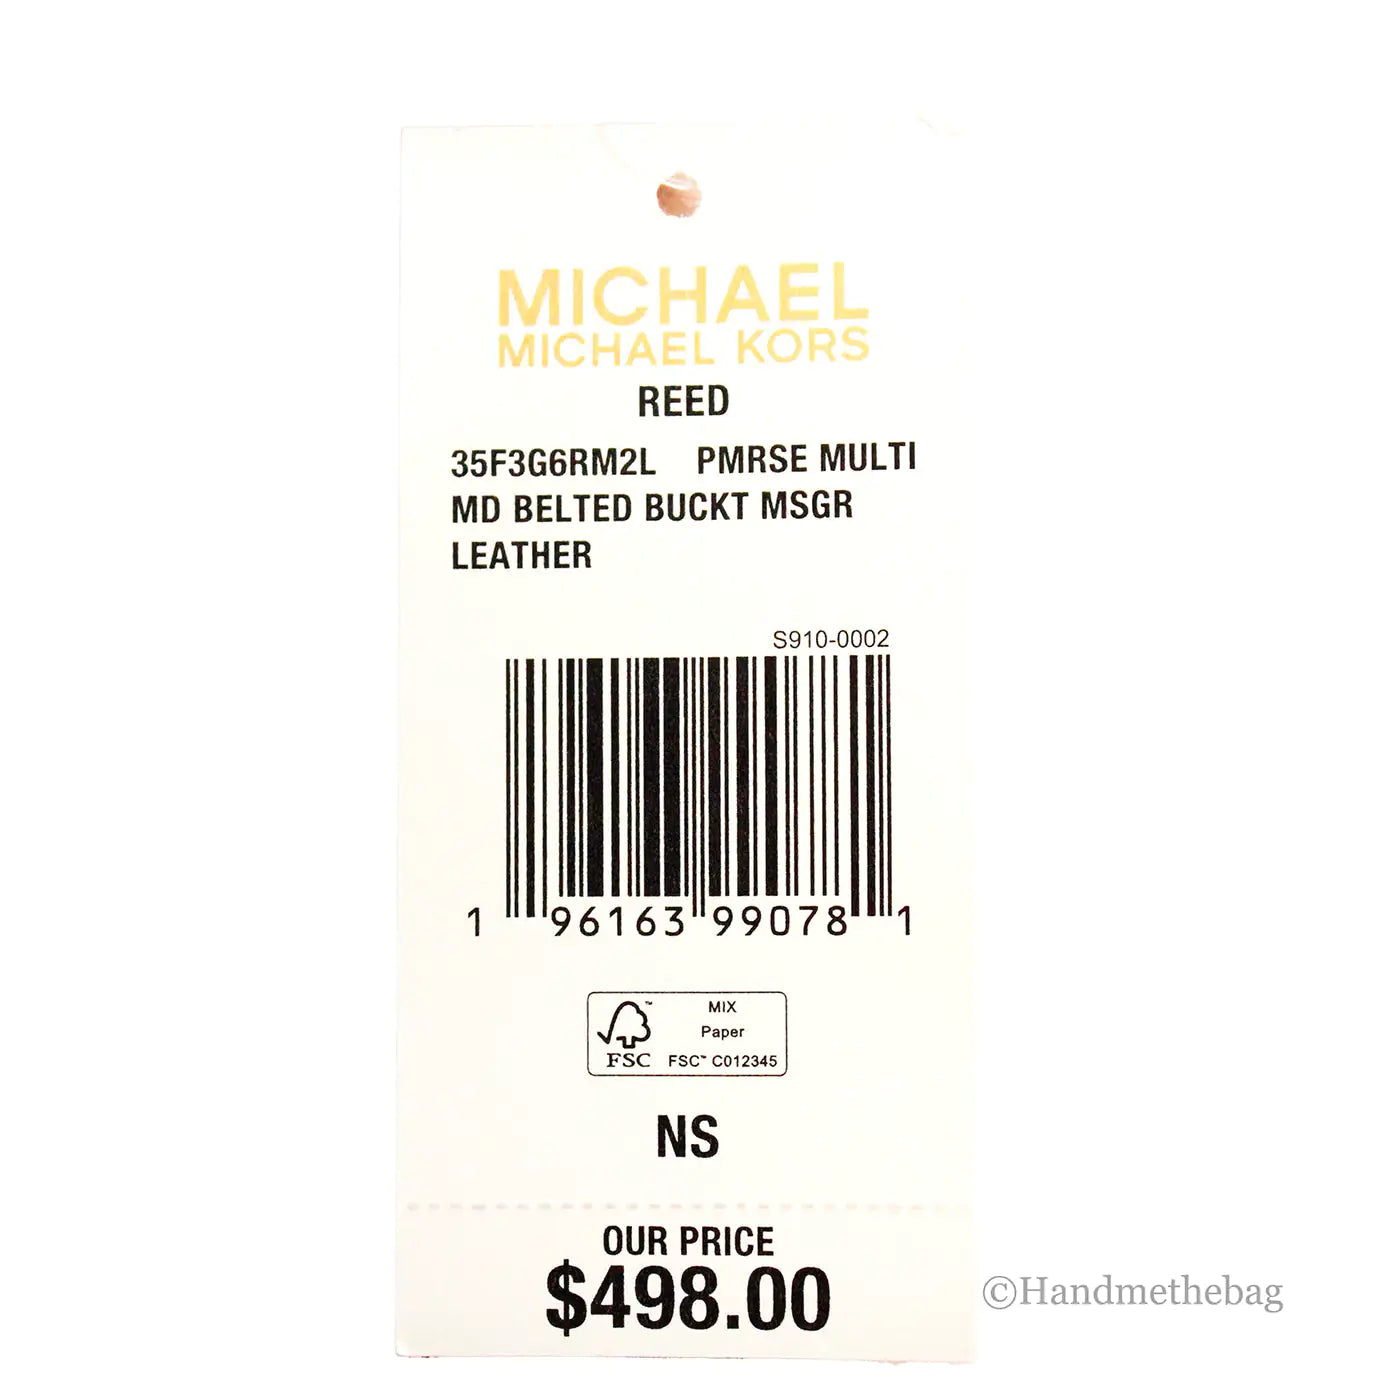 MICHAEL
MICHAEL KORS
REED
35F3G6RM2L PMRSE MULTI
MD BELTED BUCKT MSGR
LEATHER
S910-0002
1 96163 99078 1
FSC™
MIX
Paper
FSC™ C012345
NS
OUR PRICE
$498.00
©Handmethebag